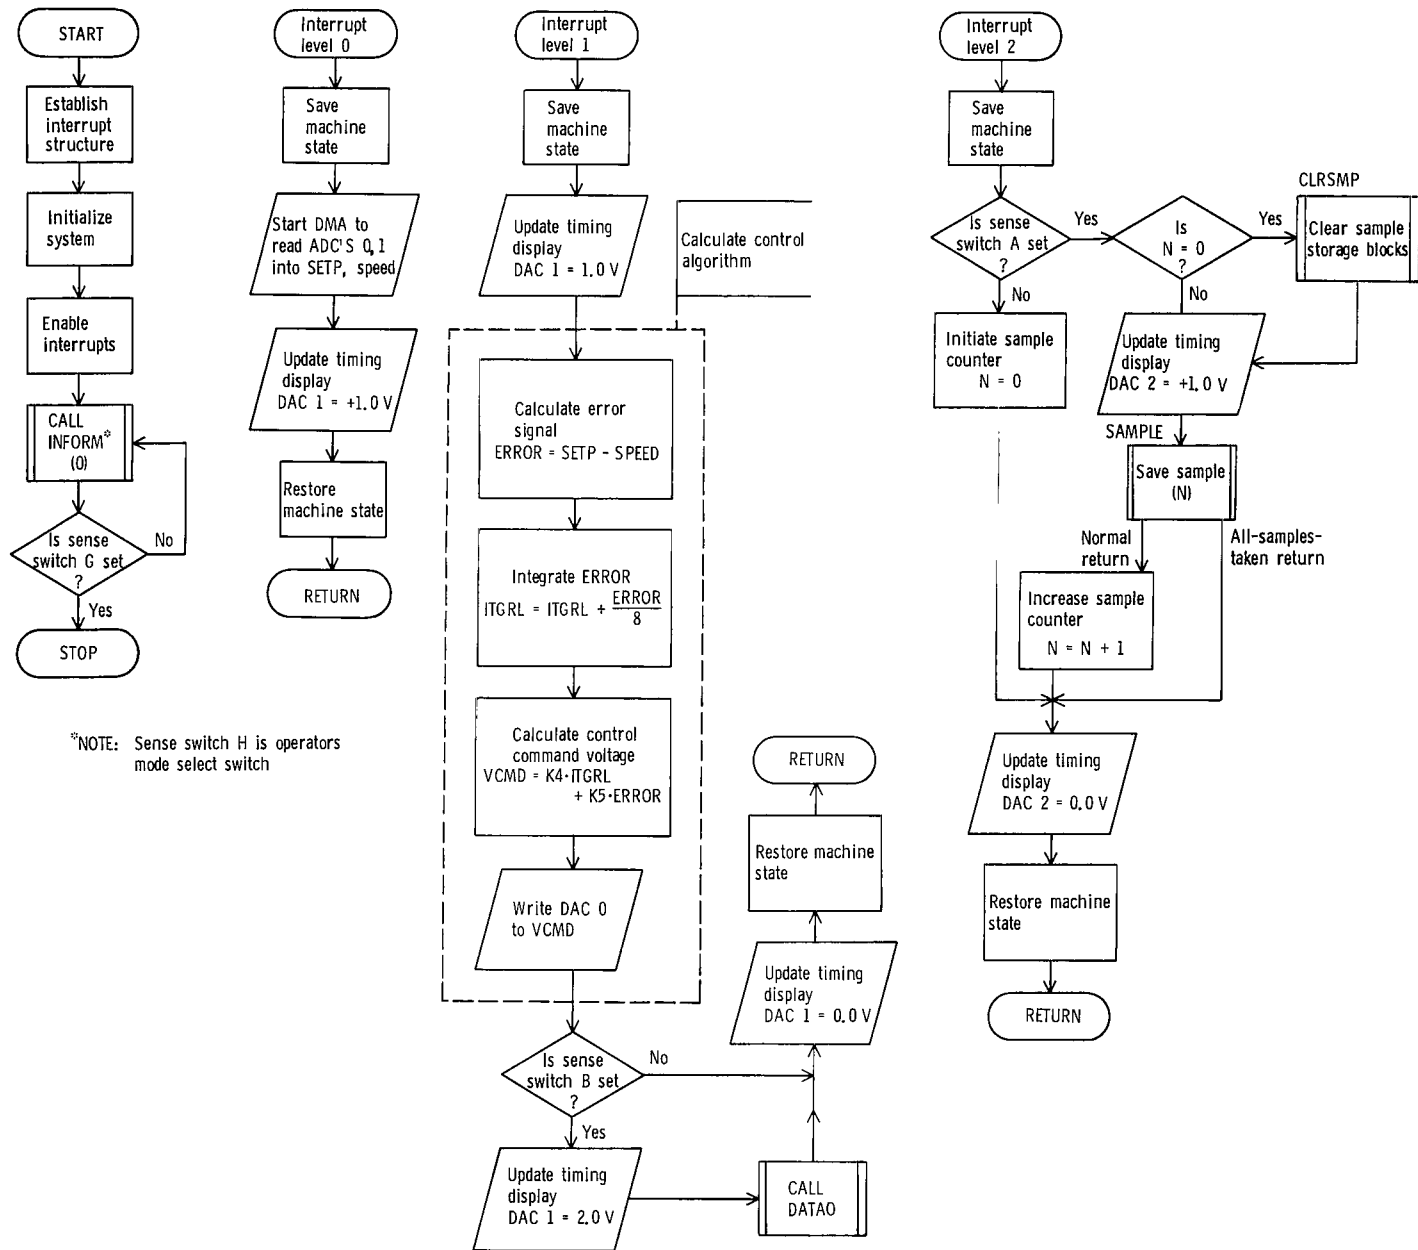 START
Establish
interrupt
structure
Initialize
system
Enable
interrupts
CALL
INFORM*
(0)
Is sense
switch G set
?
No
Yes
STOP
*NOTE: Sense switch H is operators
mode select switch
Interrupt
level 0
Save
machine
state
Start DMA to
read ADC'S 0,1
into SETP, speed
Update timing
display
DAC 1 = +1.0 V
Restore
machine state
RETURN
Interrupt
level 1
Save
machine
state
Update timing
display
DAC 1 = 1.0 V
Calculate control
algorithm
Calculate error
signal
ERROR = SETP - SPEED
Integrate ERROR
ITGRL = ITGRL + ERROR
8
Calculate control
command voltage
VCMD = K4·ITGRL
+ K5·ERROR
Write DAC 0
to VCMD
Is sense
switch B set
?
No
Yes
Update timing
display
DAC 1 = 2.0 V
CALL
DATAO
Update timing
display
DAC 1 = 0.0 V
Restore machine
state
RETURN
Interrupt
level 2
Save
machine
state
Is sense
switch A set
?
Yes
No
Initiate sample
counter
N = 0
Is
N = 0
?
Yes
No
CLRSMP
Clear sample
storage blocks
Update timing
display
DAC 2 = +1.0 V
SAMPLE
Save sample
(N)
Normal
return
All-samples-
taken return
Increase sample
counter
N = N + 1
Update timing
display
DAC 2 = 0.0 V
Restore machine
state
RETURN